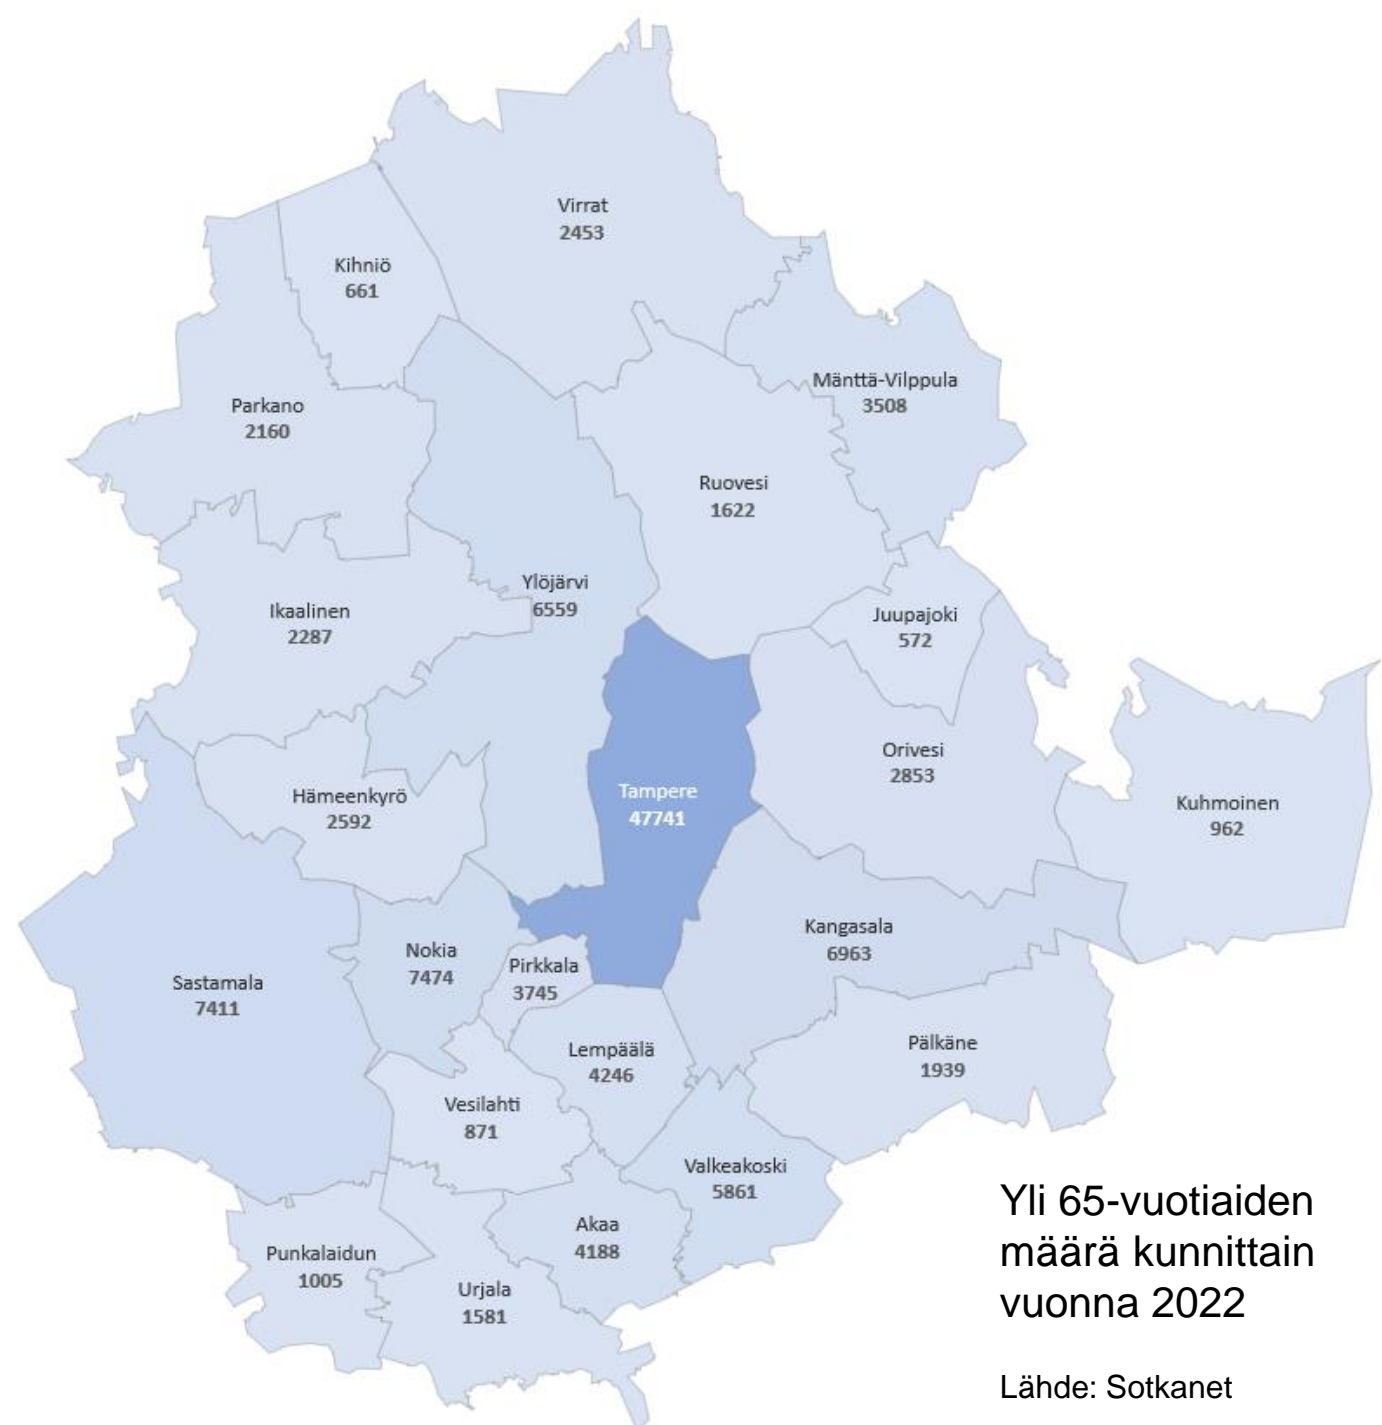 Virrat
2453
Kihniö
661
Mänttä-Vilppula
3508
Parkano
2160
Ruovesi
1622
Ylöjärvi
6559
Ikaalinen
2287
Juupajoki
572
Orivesi
2853
Tampere
47741
Hämeenkyrö
2592
Kuhmoinen
962
Kangasala
6963
Nokia
7474
Pirkkala
3745
Sastamala
7411
Lempäälä
4246
Pälkäne
1939
Vesilahti
871
Valkeakoski
5861
Akaa
4188
Punkalaidun
1005
Urjala
1581
Yli 65-vuotiaiden
määrä kunnittain
vuonna 2022
Lähde: Sotkanet